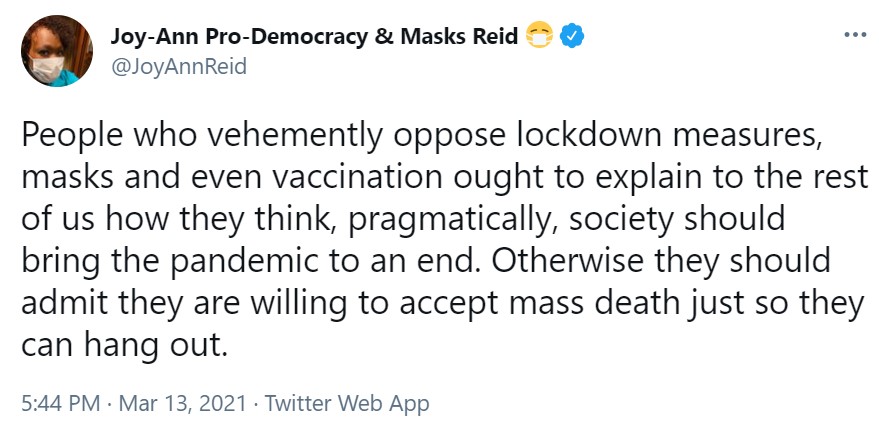 Joy-Ann Pro-Democracy & Masks Reid 😷
@JoyAnnReid
People who vehemently oppose lockdown measures,
masks and even vaccination ought to explain to the rest
of us how they think, pragmatically, society should
bring the pandemic to an end. Otherwise they should
admit they are willing to accept mass death just so they
can hang out.
5:44 PM · Mar 13, 2021 · Twitter Web App